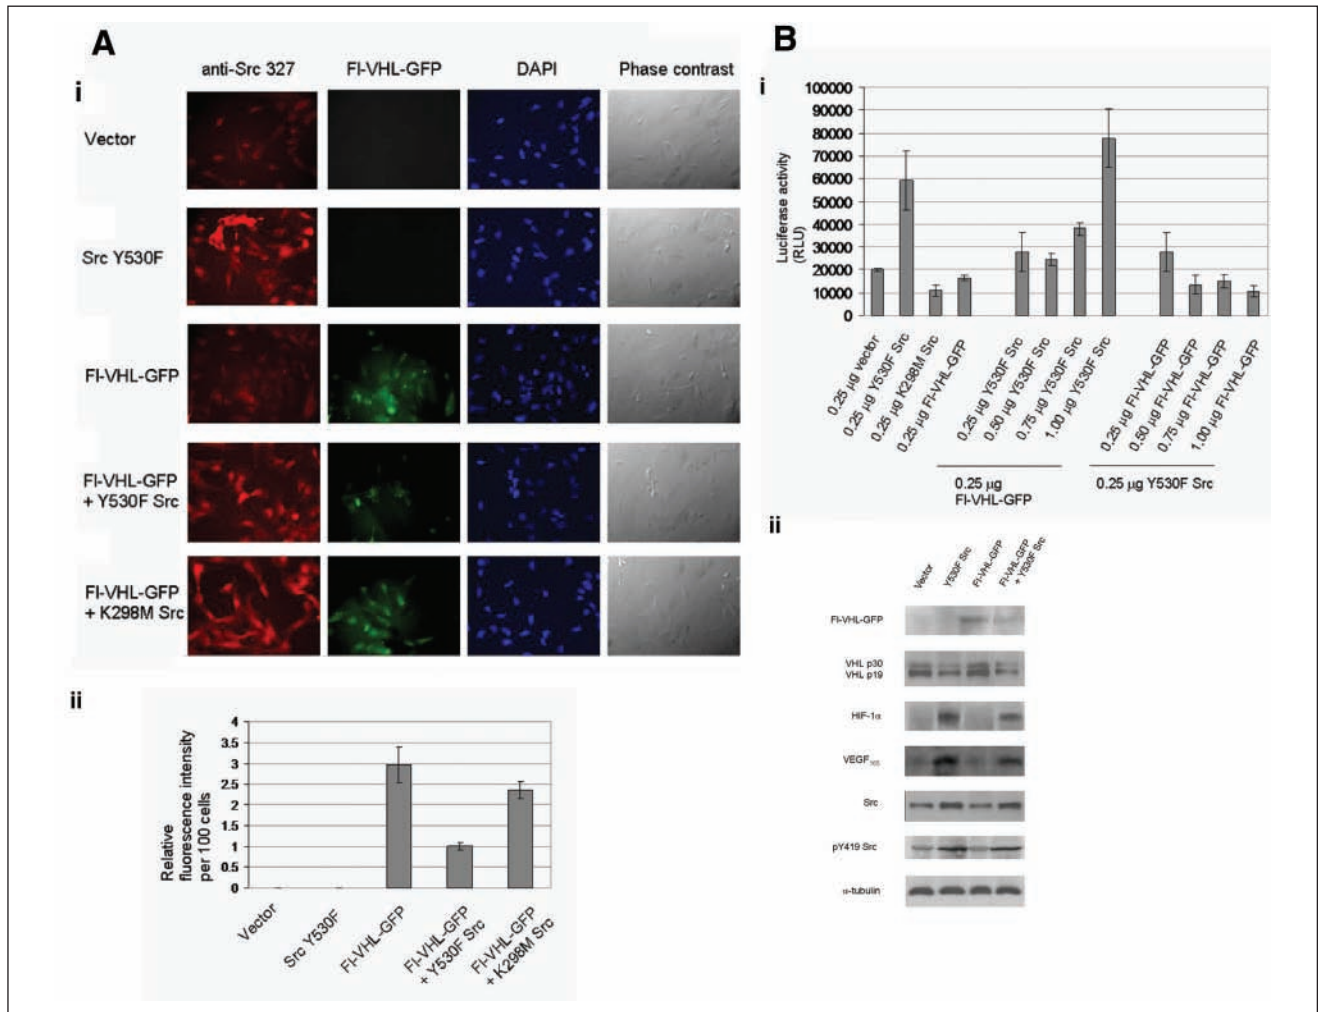 A
anti-Src 327 Fl-VHL-GFP DAPI Phase contrast
i
Vector
Src Y530F
Fl-VHL-GFP
Fl-VHL-GFP
+ Y530F Src
Fl-VHL-GFP
+ K298M Src
ii
Relative
fluorescence intensity
per 100 cells
4
3.5
3
2.5
2
1.5
1
0.5
0
Vector
Src Y530F
Fl-VHL-GFP
Fl-VHL-GFP
+ Y530F Src
Fl-VHL-GFP
+ K298M Src
B
i
Luciferase activity
(RLU)
100000
90000
80000
70000
60000
50000
40000
30000
20000
10000
0
0.25 µg vector
0.25 µg Y530F Src
0.25 µg K298M Src
0.25 µg Fl-VHL-GFP
0.25 µg Y530F Src
0.50 µg Y530F Src
0.75 µg Y530F Src
1.00 µg Y530F Src
0.25 µg Fl-VHL-GFP
0.50 µg Fl-VHL-GFP
0.75 µg Fl-VHL-GFP
1.00 µg Fl-VHL-GFP
0.25 µg
Fl-VHL-GFP
0.25 µg Y530F Src
ii
Vector
Y530F Src
Fl-VHL-GFP
Fl-VHL-GFP
+ Y530F Src
Fl-VHL-GFP
VHL p30
VHL p19
HIF-1α
VEGF
Src
pY419 Src
α-tubulin